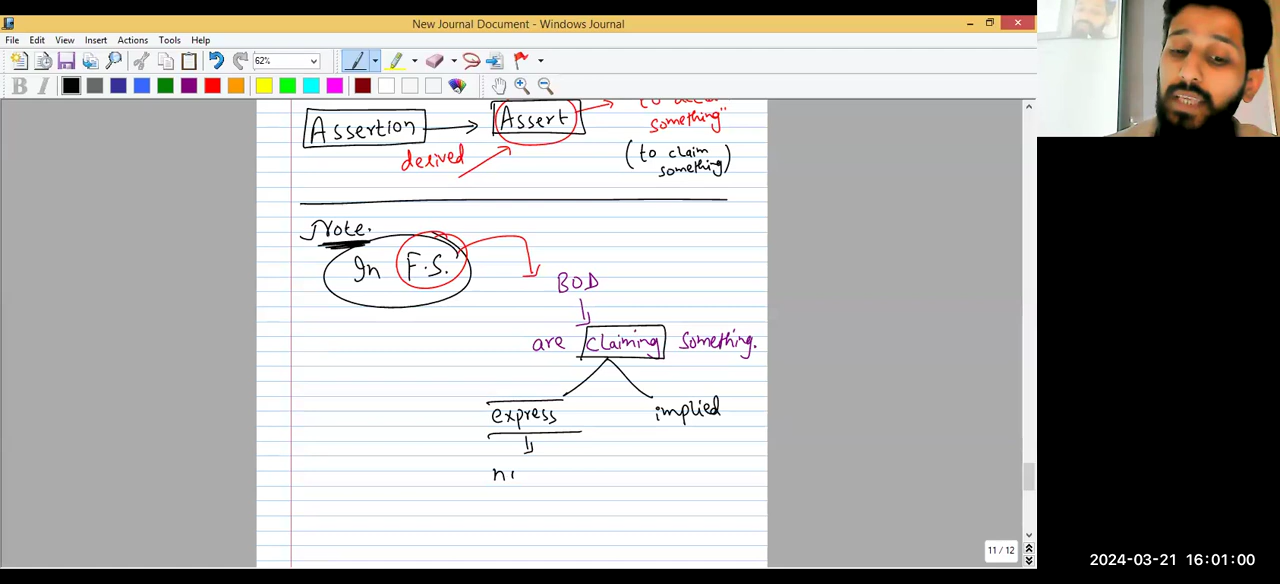 New Journal Document - Windows Journal
File Edit View Insert Actions Tools Help
62%
B I
Assertion Assert
something"
derived
(to claim
something)
Note.
In F.S.
BOD
are claiming something.
express implied
11 / 12
2024-03-21 16:01:00